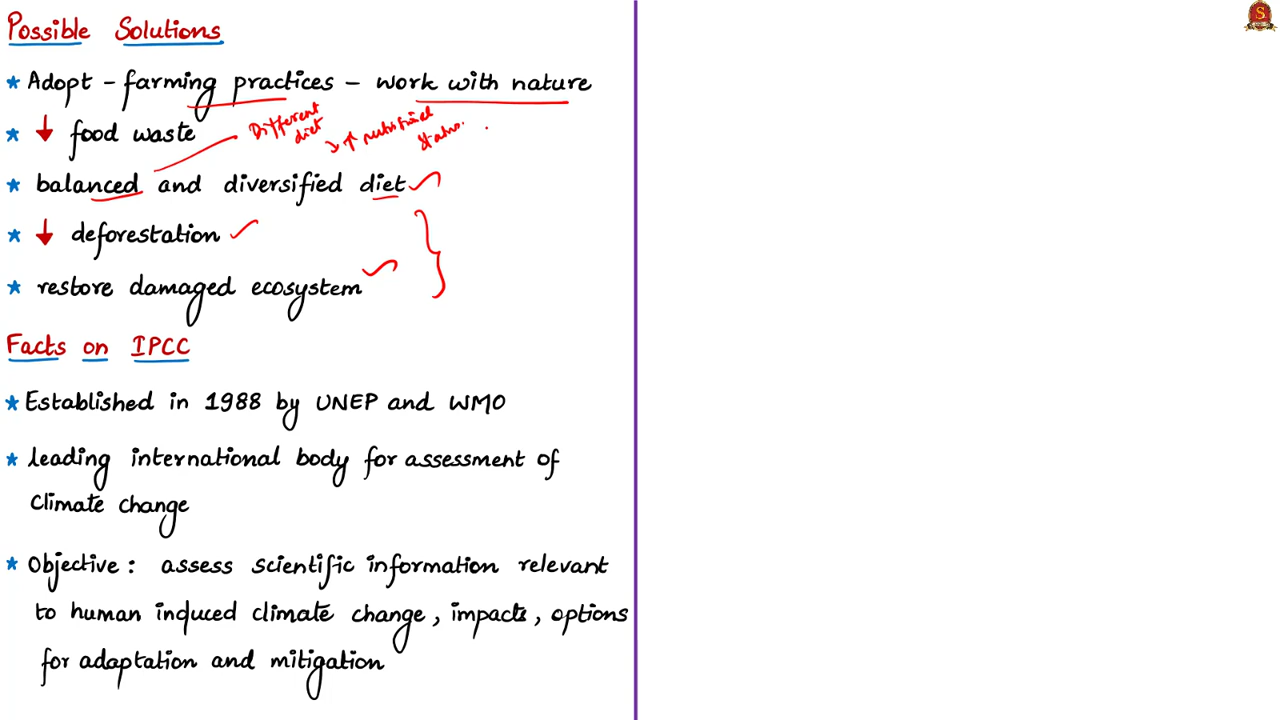 Possible Solutions
* Adopt - farming practices - work with nature
* ↓ food waste
Different
diet
↑ nutritional
status.
* balanced and diversified diet
* ↓ deforestation
* restore damaged ecosystem
Facts on IPCC
* Established in 1988 by UNEP and WMO
* leading international body for assessment of
climate change
* Objective: assess scientific information relevant
to human induced climate change, impacts, options
for adaptation and mitigation